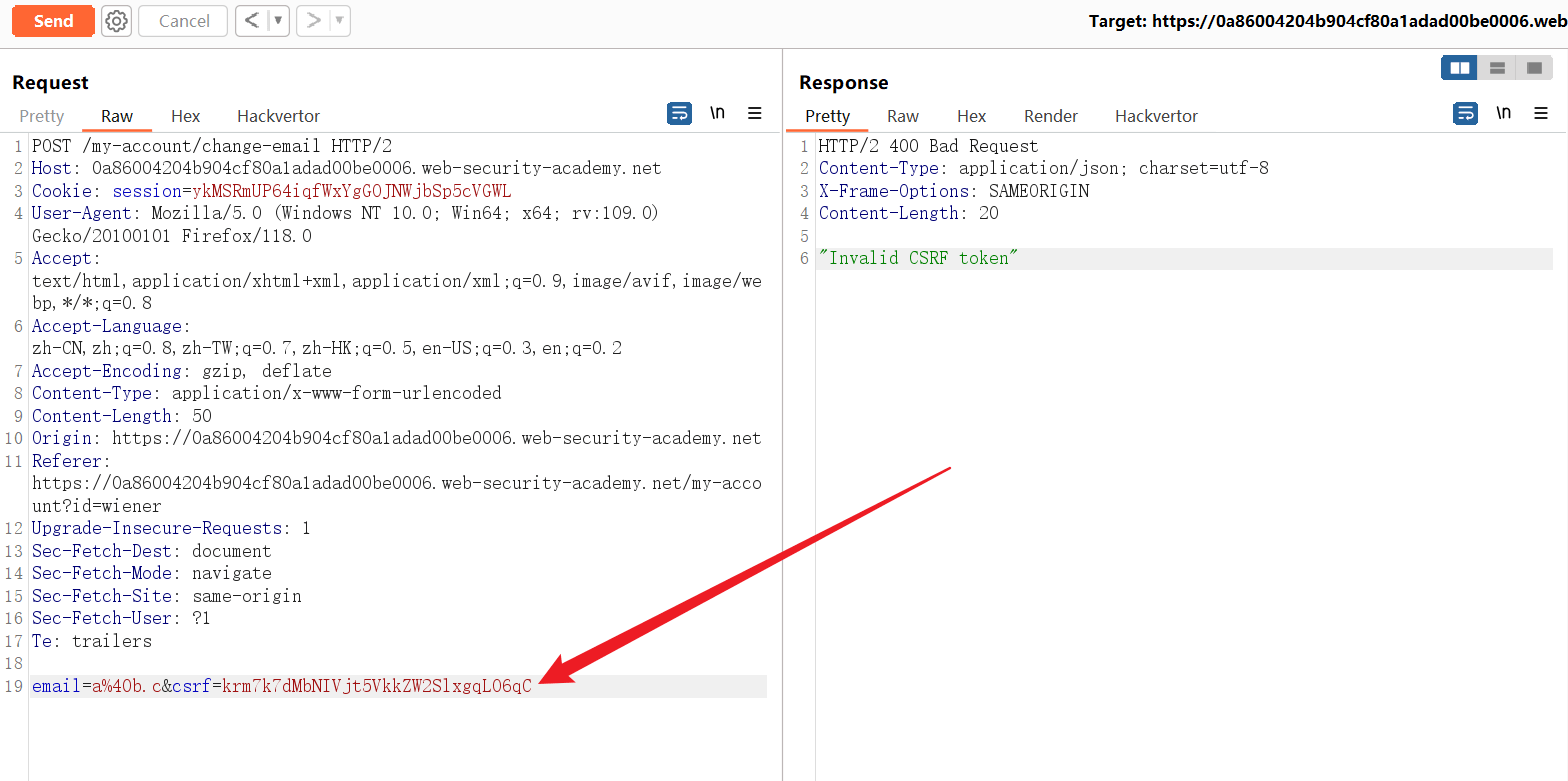 Send
Cancel
< ▼
> ▼
Target: https://0a86004204b904cf80a1adad00be0006.web
Request
Pretty Raw Hex Hackvertor
\n
1 POST /my-account/change-email HTTP/2
2 Host: 0a86004204b904cf80a1adad00be0006.web-security-academy.net
3 Cookie: session=ykMSRmUP64iqfWxYgG0JNWjbSp5cVGWL
4 User-Agent: Mozilla/5.0 (Windows NT 10.0; Win64; x64; rv:109.0)
Gecko/20100101 Firefox/118.0
5 Accept:
text/html,application/xhtml+xml,application/xml;q=0.9,image/avif,image/we
bp,*/*;q=0.8
6 Accept-Language:
zh-CN,zh;q=0.8,zh-TW;q=0.7,zh-HK;q=0.5,en-US;q=0.3,en;q=0.2
7 Accept-Encoding: gzip, deflate
8 Content-Type: application/x-www-form-urlencoded
9 Content-Length: 50
10 Origin: https://0a86004204b904cf80a1adad00be0006.web-security-academy.net
11 Referer:
https://0a86004204b904cf80a1adad00be0006.web-security-academy.net/my-acco
unt?id=wiener
12 Upgrade-Insecure-Requests: 1
13 Sec-Fetch-Dest: document
14 Sec-Fetch-Mode: navigate
15 Sec-Fetch-Site: same-origin
16 Sec-Fetch-User: ?1
17 Te: trailers
18
19 email=a%40b.c&csrf=krm7k7dMbNIVjt5VkkZW2SlxgqLO6qC
Response
Pretty Raw Hex Render Hackvertor
\n
1 HTTP/2 400 Bad Request
2 Content-Type: application/json; charset=utf-8
3 X-Frame-Options: SAMEORIGIN
4 Content-Length: 20
5
6 "Invalid CSRF token"